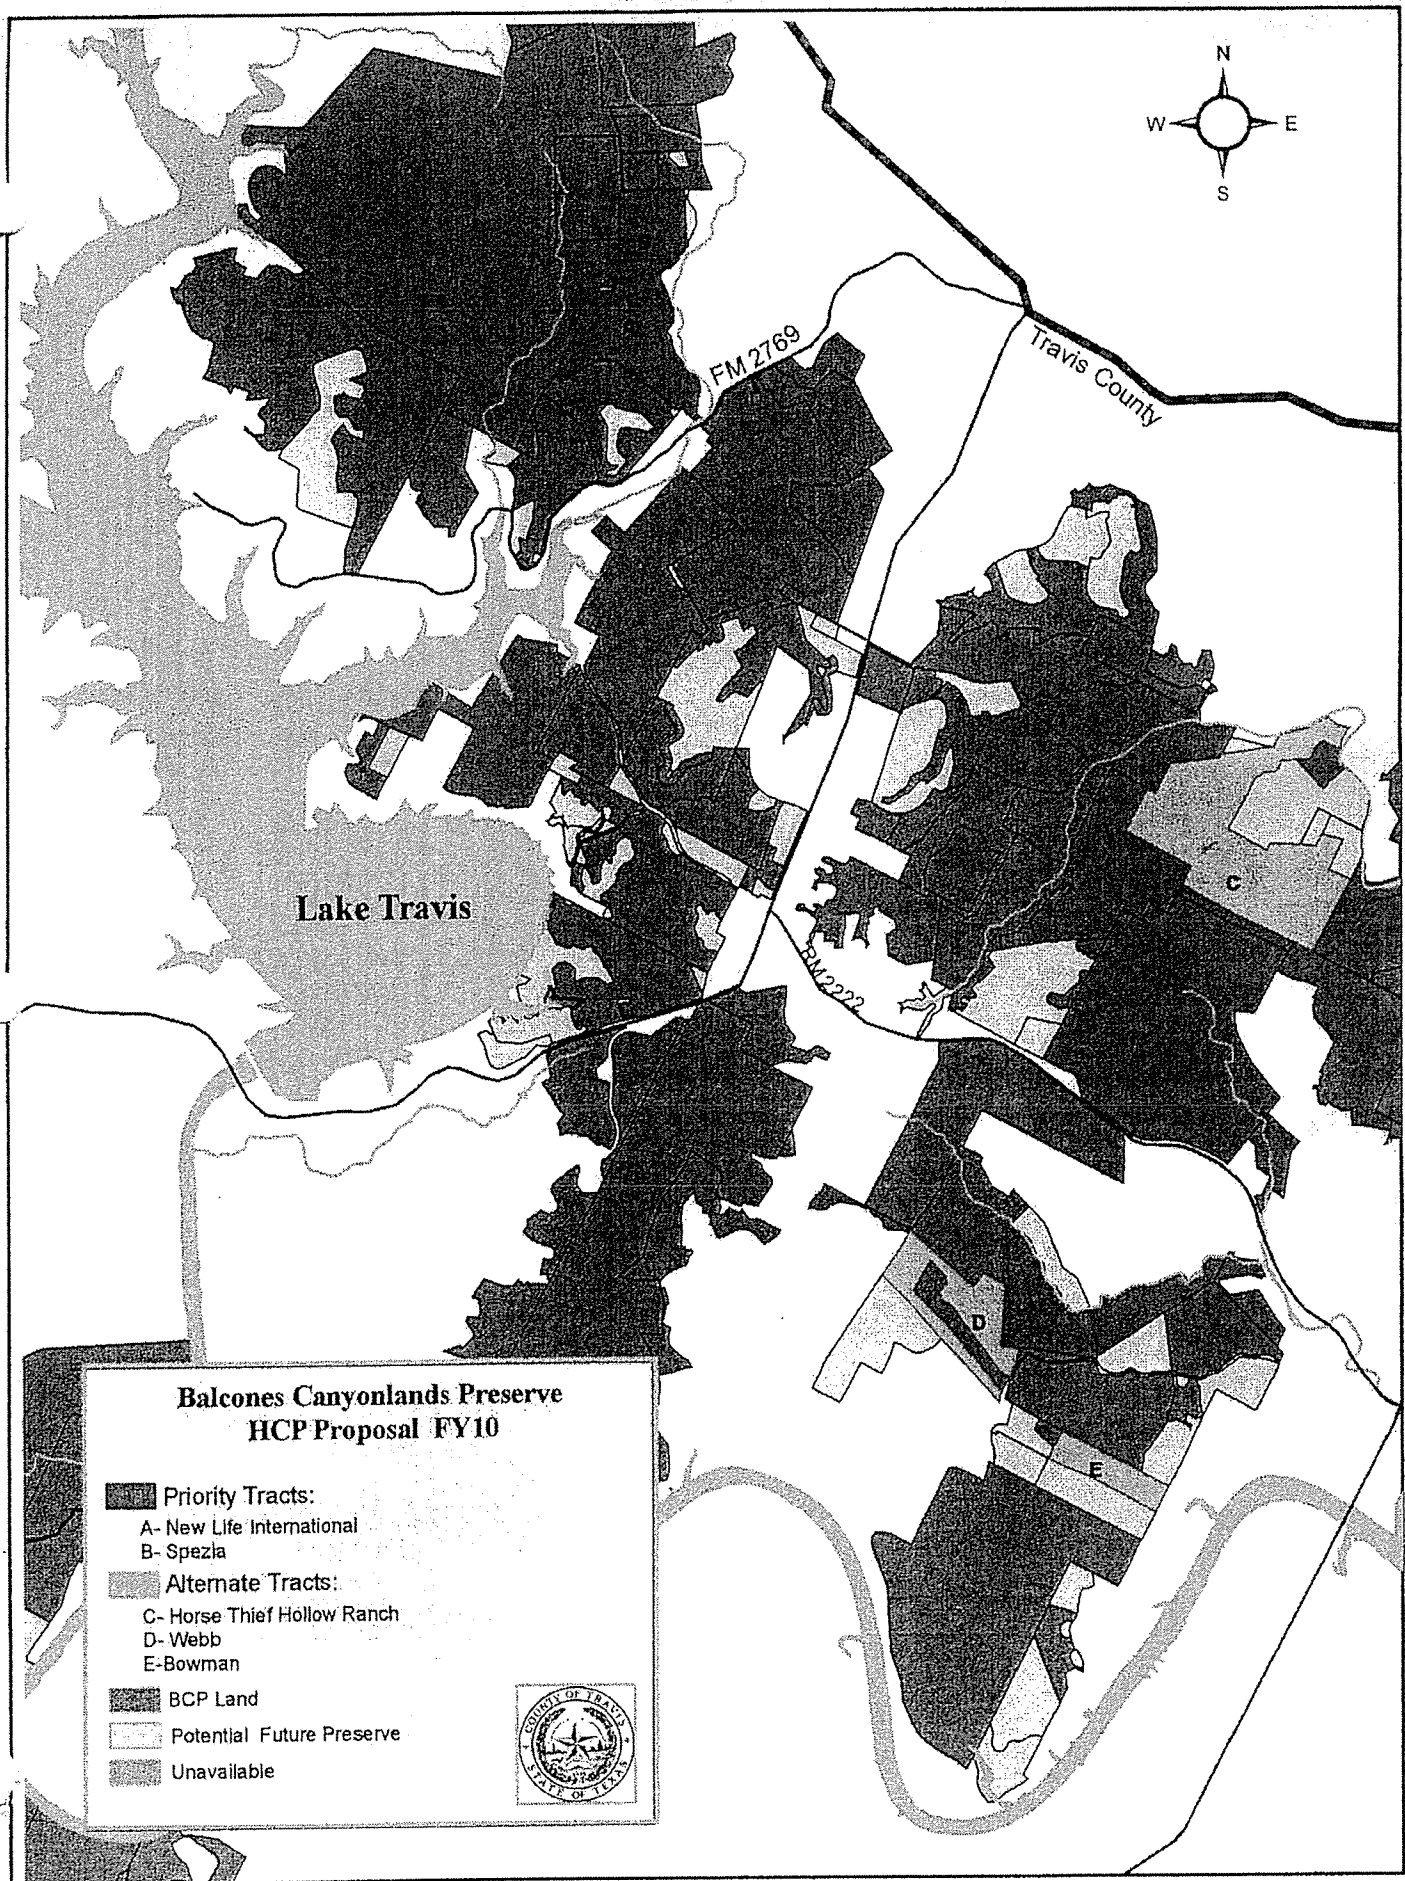 N
W E
S
FM 2769
Travis County
C
Lake Travis
RM 2222
D
E
Balcones Canyonlands Preserve
HCP Proposal FY10
Priority Tracts:
A- New Life International
B- Spezia
Alternate Tracts:
C- Horse Thief Hollow Ranch
D- Webb
E-Bowman
BCP Land
Potential Future Preserve
Unavailable
COUNTY OF TRAVIS
STATE OF TEXAS